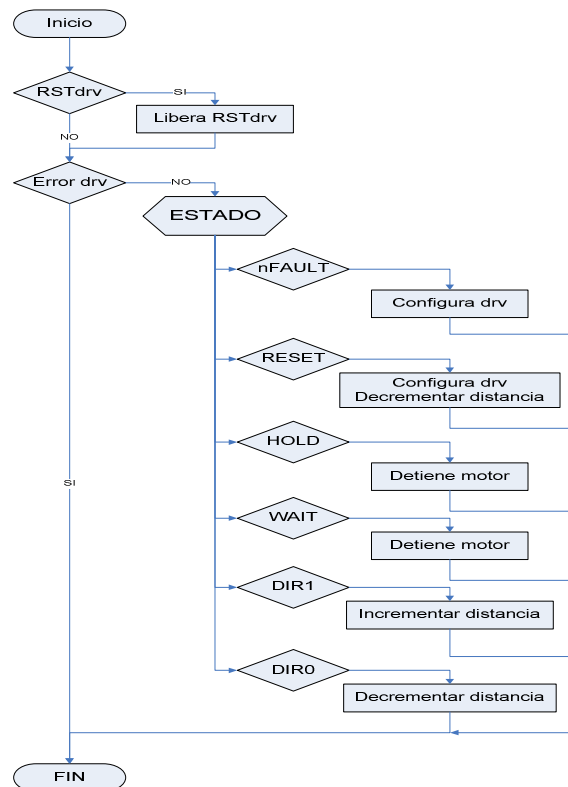 Inicio
RSTdrv
SI
Libera RSTdrv
NO
Error drv
NO
ESTADO
nFAULT
Configura drv
RESET
Configura drv
Decrementar distancia
HOLD
Detiene motor
SI
WAIT
Detiene motor
DIR1
Incrementar distancia
DIR0
Decrementar distancia
FIN